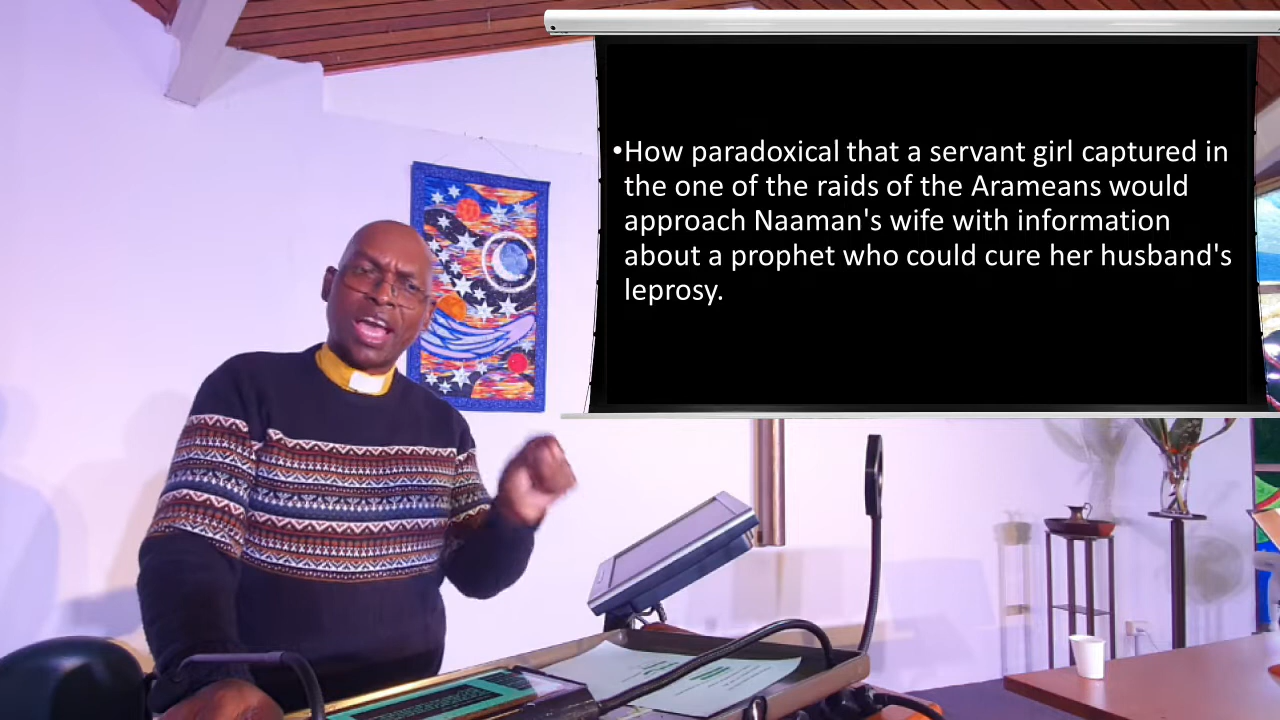 •How paradoxical that a servant girl captured in
the one of the raids of the Arameans would
approach Naaman's wife with information
about a prophet who could cure her husband's
leprosy.